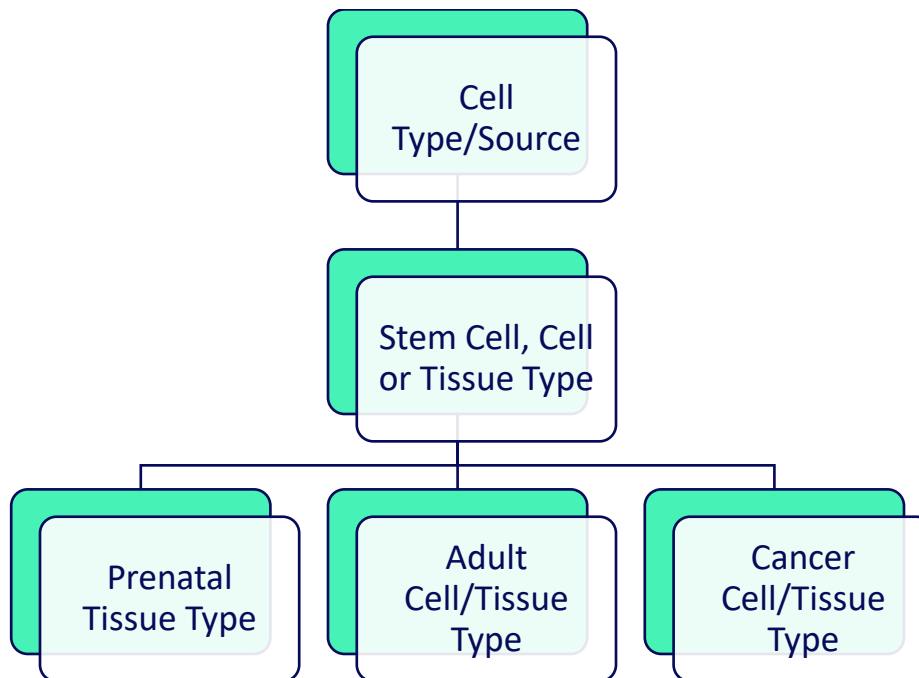 Cell
Type/Source
Stem Cell, Cell
or Tissue Type
Prenatal
Tissue Type
Adult
Cell/Tissue
Type
Cancer
Cell/Tissue
Type